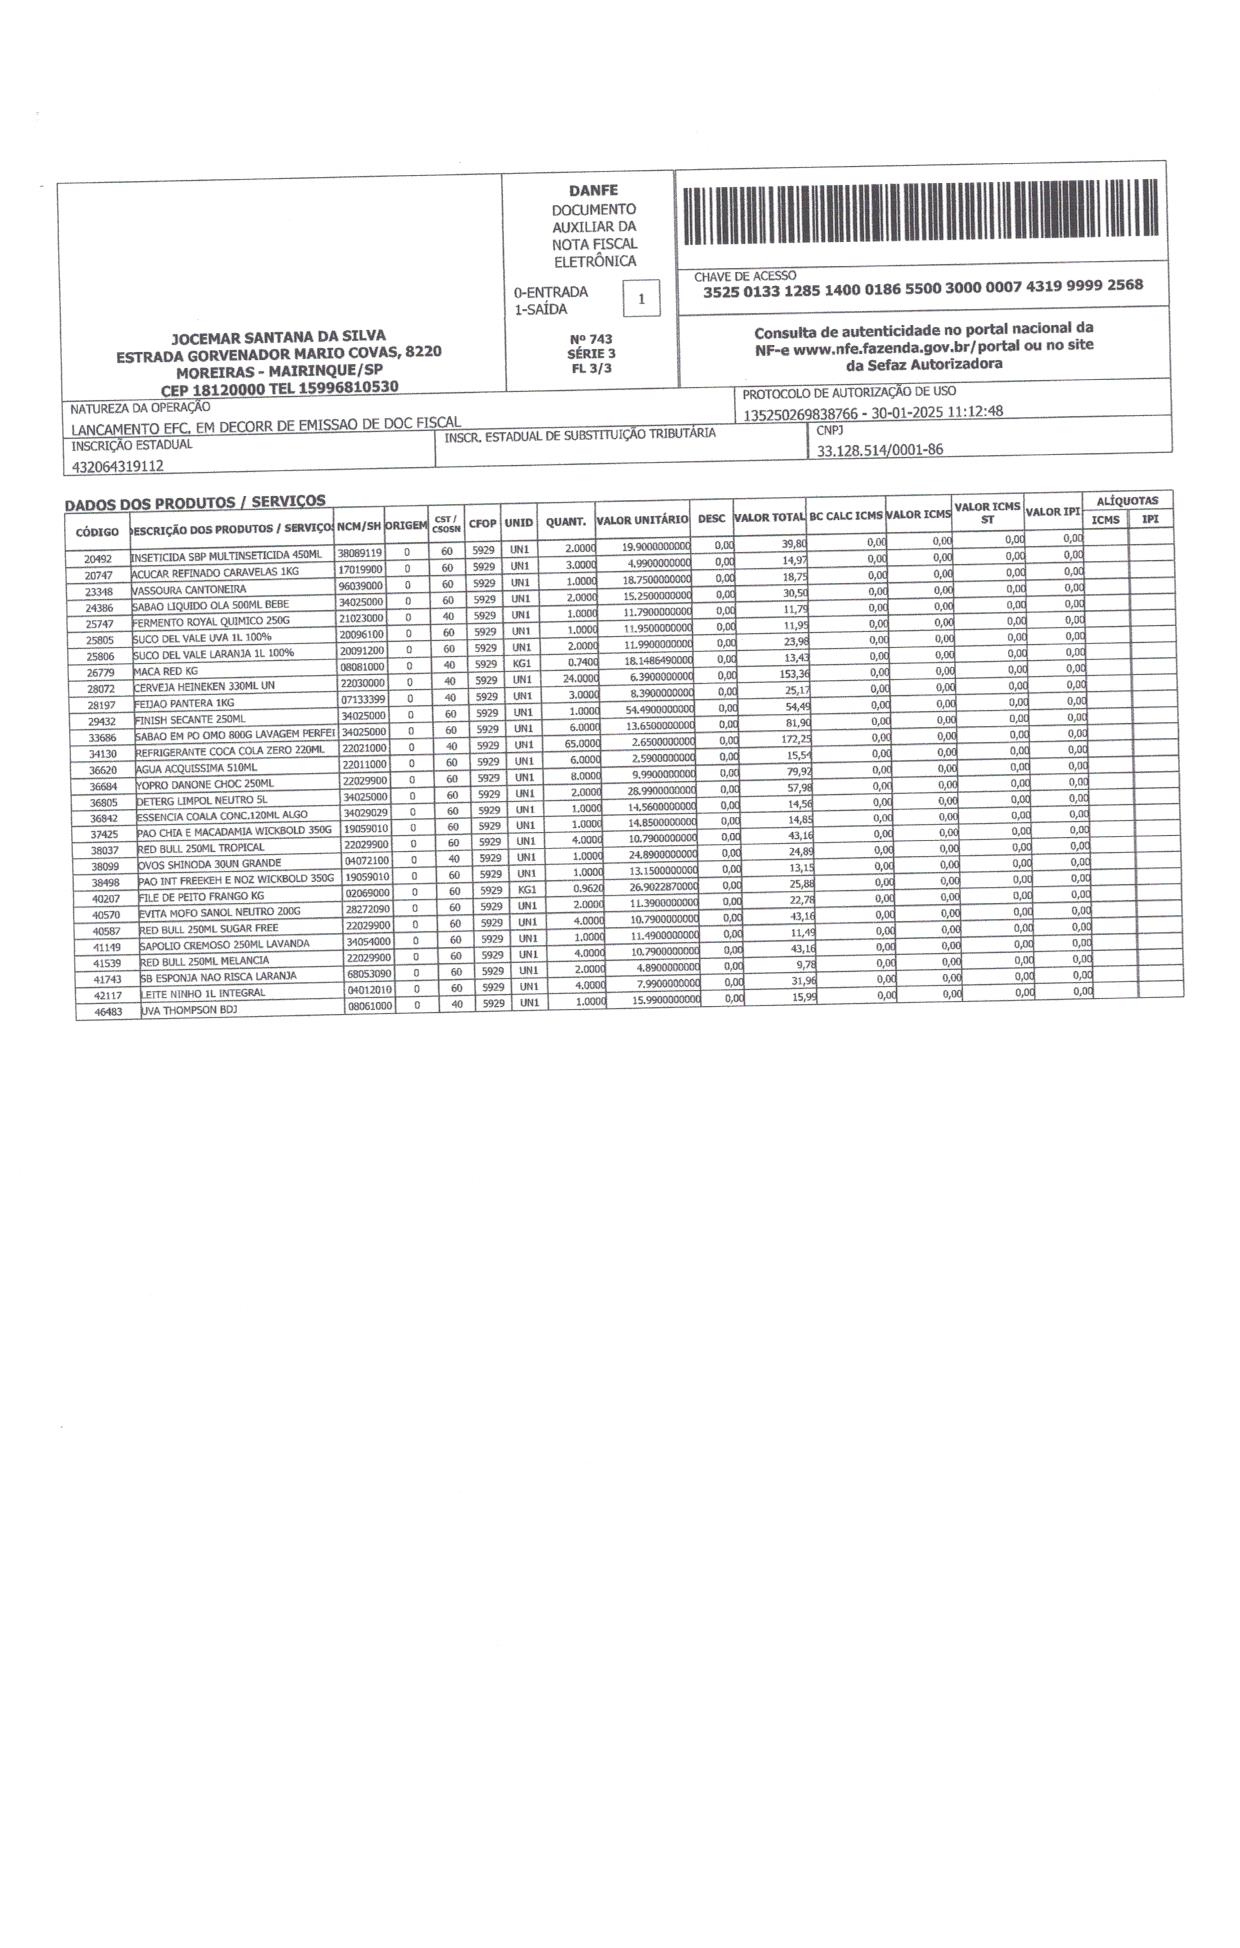 DANFE
DOCUMENTO
AUXILIAR DA
NOTA FISCAL
ELETRÔNICA
0-ENTRADA
1-SAÍDA
1
Nº 743
SÉRIE 3
FL 3/3
JOCEMAR SANTANA DA SILVA
ESTRADA GORVENADOR MARIO COVAS, 8220
MOREIRAS - MAIRINQUE/SP
CEP 18120000 TEL 15996810530
CHAVE DE ACESSO
3525 0133 1285 1400 0186 5500 3000 0007 4319 9999 2568
Consulta de autenticidade no portal nacional da
NF-e www.nfe.fazenda.gov.br/portal ou no site
da Sefaz Autorizadora
NATUREZA DA OPERAÇÃO
LANCAMENTO EFC. EM DECORR DE EMISSAO DE DOC FISCAL
PROTOCOLO DE AUTORIZAÇÃO DE USO
135250269838766 - 30-01-2025 11:12:48
INSCRIÇÃO ESTADUAL
432064319112
INSCR. ESTADUAL DE SUBSTITUIÇÃO TRIBUTÁRIA
CNPJ
33.128.514/0001-86
DADOS DOS PRODUTOS / SERVIÇOS
CÓDIGO DESCRIÇÃO DOS PRODUTOS / SERVIÇO NCM/SH ORIGEM CST / CSOSN CFOP UNID QUANT. VALOR UNITÁRIO DESC VALOR TOTAL BC CALC ICMS VALOR ICMS VALOR ICMS ST VALOR IPI ALÍQUOTAS ICMS IPI
20492 INSETICIDA SBP MULTINSETICIDA 450ML 38089119 0 60 5929 UN1 2.0000 19.9000000000 0,00 39,80 0,00 0,00 0,00 0,00
20747 ACUCAR REFINADO CARAVELAS 1KG 17019900 0 60 5929 UN1 3.0000 4.9900000000 0,00 14,97 0,00 0,00 0,00 0,00
23348 VASSOURA CANTONEIRA 96039000 0 60 5929 UN1 1.0000 18.7500000000 0,00 18,75 0,00 0,00 0,00 0,00
24386 SABAO LIQUIDO OLA 500ML BEBE 34025000 0 60 5929 UN1 2.0000 15.2500000000 0,00 30,50 0,00 0,00 0,00 0,00
25747 FERMENTO ROYAL QUIMICO 250G 21023000 0 40 5929 UN1 1.0000 11.7900000000 0,00 11,79 0,00 0,00 0,00 0,00
25805 SUCO DEL VALE UVA 1L 100% 20096100 0 60 5929 UN1 1.0000 11.9500000000 0,00 11,95 0,00 0,00 0,00 0,00
25806 SUCO DEL VALE LARANJA 1L 100% 20091200 0 60 5929 UN1 2.0000 11.9900000000 0,00 23,98 0,00 0,00 0,00 0,00
26779 MACA RED KG 08081000 0 40 5929 KG1 0.7400 18.1486490000 0,00 13,43 0,00 0,00 0,00 0,00
28072 CERVEJA HEINEKEN 330ML UN 22030000 0 40 5929 UN1 24.0000 6.3900000000 0,00 153,36 0,00 0,00 0,00 0,00
28197 FEIJAO PANTERA 1KG 07133399 0 40 5929 UN1 3.0000 8.3900000000 0,00 25,17 0,00 0,00 0,00 0,00
29432 FINISH SECANTE 250ML 34025000 0 60 5929 UN1 1.0000 54.4900000000 0,00 54,49 0,00 0,00 0,00 0,00
33686 SABAO EM PO OMO 800G LAVAGEM PERFEI 34025000 0 60 5929 UN1 6.0000 13.6500000000 0,00 81,90 0,00 0,00 0,00 0,00
34130 REFRIGERANTE COCA COLA ZERO 220ML 22021000 0 40 5929 UN1 65.0000 2.6500000000 0,00 172,25 0,00 0,00 0,00 0,00
36620 AGUA ACQUISSIMA 510ML 22011000 0 60 5929 UN1 6.0000 2.5900000000 0,00 15,54 0,00 0,00 0,00 0,00
36684 YOPRO DANONE CHOC 250ML 22029900 0 60 5929 UN1 8.0000 9.9900000000 0,00 79,92 0,00 0,00 0,00 0,00
36805 DETERG LIMPOL NEUTRO 5L 34025000 0 60 5929 UN1 2.0000 28.9900000000 0,00 57,98 0,00 0,00 0,00 0,00
36842 ESSENCIA COALA CONC.120ML ALGO 34029029 0 60 5929 UN1 1.0000 14.5600000000 0,00 14,56 0,00 0,00 0,00 0,00
37425 PAO CHIA E MACADAMIA WICKBOLD 350G 19059010 0 60 5929 UN1 1.0000 14.8500000000 0,00 14,85 0,00 0,00 0,00 0,00
38037 RED BULL 250ML TROPICAL 22029900 0 60 5929 UN1 4.0000 10.7900000000 0,00 43,16 0,00 0,00 0,00 0,00
38099 OVOS SHINODA 30UN GRANDE 04072100 0 40 5929 UN1 1.0000 24.8900000000 0,00 24,89 0,00 0,00 0,00 0,00
38498 PAO INT FREEKEH E NOZ WICKBOLD 350G 19059010 0 60 5929 UN1 1.0000 13.1500000000 0,00 13,15 0,00 0,00 0,00 0,00
40207 FILE DE PEITO FRANGO KG 02069000 0 60 5929 KG1 0.9620 26.9022870000 0,00 25,88 0,00 0,00 0,00 0,00
40570 EVITA MOFO SANOL NEUTRO 200G 28272090 0 60 5929 UN1 2.0000 11.3900000000 0,00 22,78 0,00 0,00 0,00 0,00
40587 RED BULL 250ML SUGAR FREE 22029900 0 60 5929 UN1 4.0000 10.7900000000 0,00 43,16 0,00 0,00 0,00 0,00
41149 SAPOLIO CREMOSO 250ML LAVANDA 34054000 0 60 5929 UN1 1.0000 11.4900000000 0,00 11,49 0,00 0,00 0,00 0,00
41539 RED BULL 250ML MELANCIA 22029900 0 60 5929 UN1 4.0000 10.7900000000 0,00 43,16 0,00 0,00 0,00 0,00
41743 SB ESPONJA NAO RISCA LARANJA 68053090 0 60 5929 UN1 2.0000 4.8900000000 0,00 9,78 0,00 0,00 0,00 0,00
42117 LEITE NINHO 1L INTEGRAL 04012010 0 60 5929 UN1 4.0000 7.9900000000 0,00 31,96 0,00 0,00 0,00 0,00
46483 UVA THOMPSON BDJ 08061000 0 40 5929 UN1 1.0000 15.9900000000 0,00 15,99 0,00 0,00 0,00 0,00